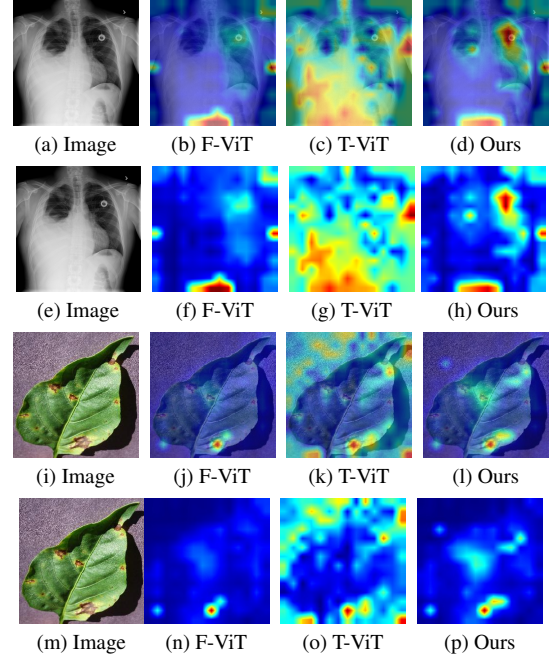 (a) Image (b) F-ViT (c) T-ViT (d) Ours
(e) Image (f) F-ViT (g) T-ViT (h) Ours
(i) Image (j) F-ViT (k) T-ViT (l) Ours
(m) Image (n) F-ViT (o) T-ViT (p) Ours